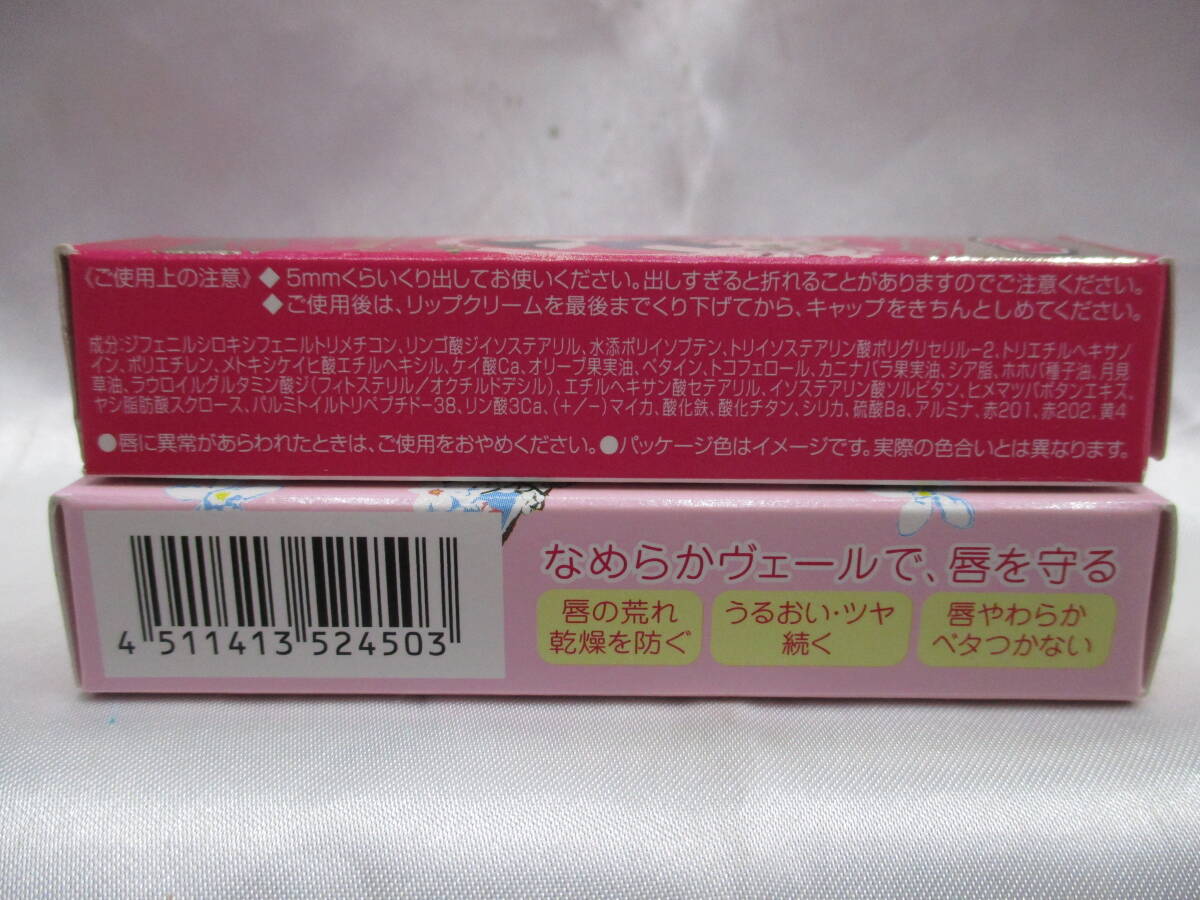 《ご使用上の注意》◆5mmくらいくり出してお使いください。出しすぎると折れることがありますのでご注意ください。
◆ご使用後は、リップクリームを最後までくり下げてから、キャップをきちんとしめてください。
成分：ジフェニルシロキシフェニルトリメチコン、リンゴ酸ジイソステアリル、水添ポリイソブテン、トリイソステアリン酸ポリグリセリル-2、トリエチルヘキサノ
イン、ポリエチレン、メトキシケイヒ酸エチルヘキシル、ケイ酸Ca、オリーブ果実油、ベタイン、トコフェロール、カニナバラ果実油、シア脂、ホホバ種子油、月見
草油、ラウロイルグルタミン酸ジ(フィトステリル/オクチルドデシル)、エチルヘキサン酸セテアリル、イソステアリン酸ソルビタン、ヒメマツバボタンエキス、
ヤシ脂肪酸スクロース、パルミトイルトリペプチド-38、リン酸3Ca、(+/-)マイカ、酸化鉄、酸化チタン、シリカ、硫酸Ba、アルミナ、赤201、赤202、黄4
●唇に異常があらわれたときは、ご使用をおやめください。●パッケージ色はイメージです。実際の色合いとは異なります。
なめらかヴェールで、唇を守る
唇の荒れ
乾燥を防ぐ
うるおい・ツヤ
続く
唇やわらか
ベタつかない
4 511413 524503